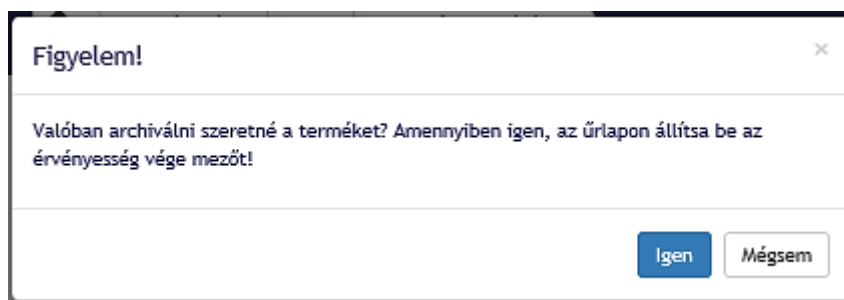 Figyelem!
×
Valóban archiválni szeretné a terméket? Amennyiben igen, az űrlapon állítsa be az
érvényesség vége mezőt!
Igen
Mégsem